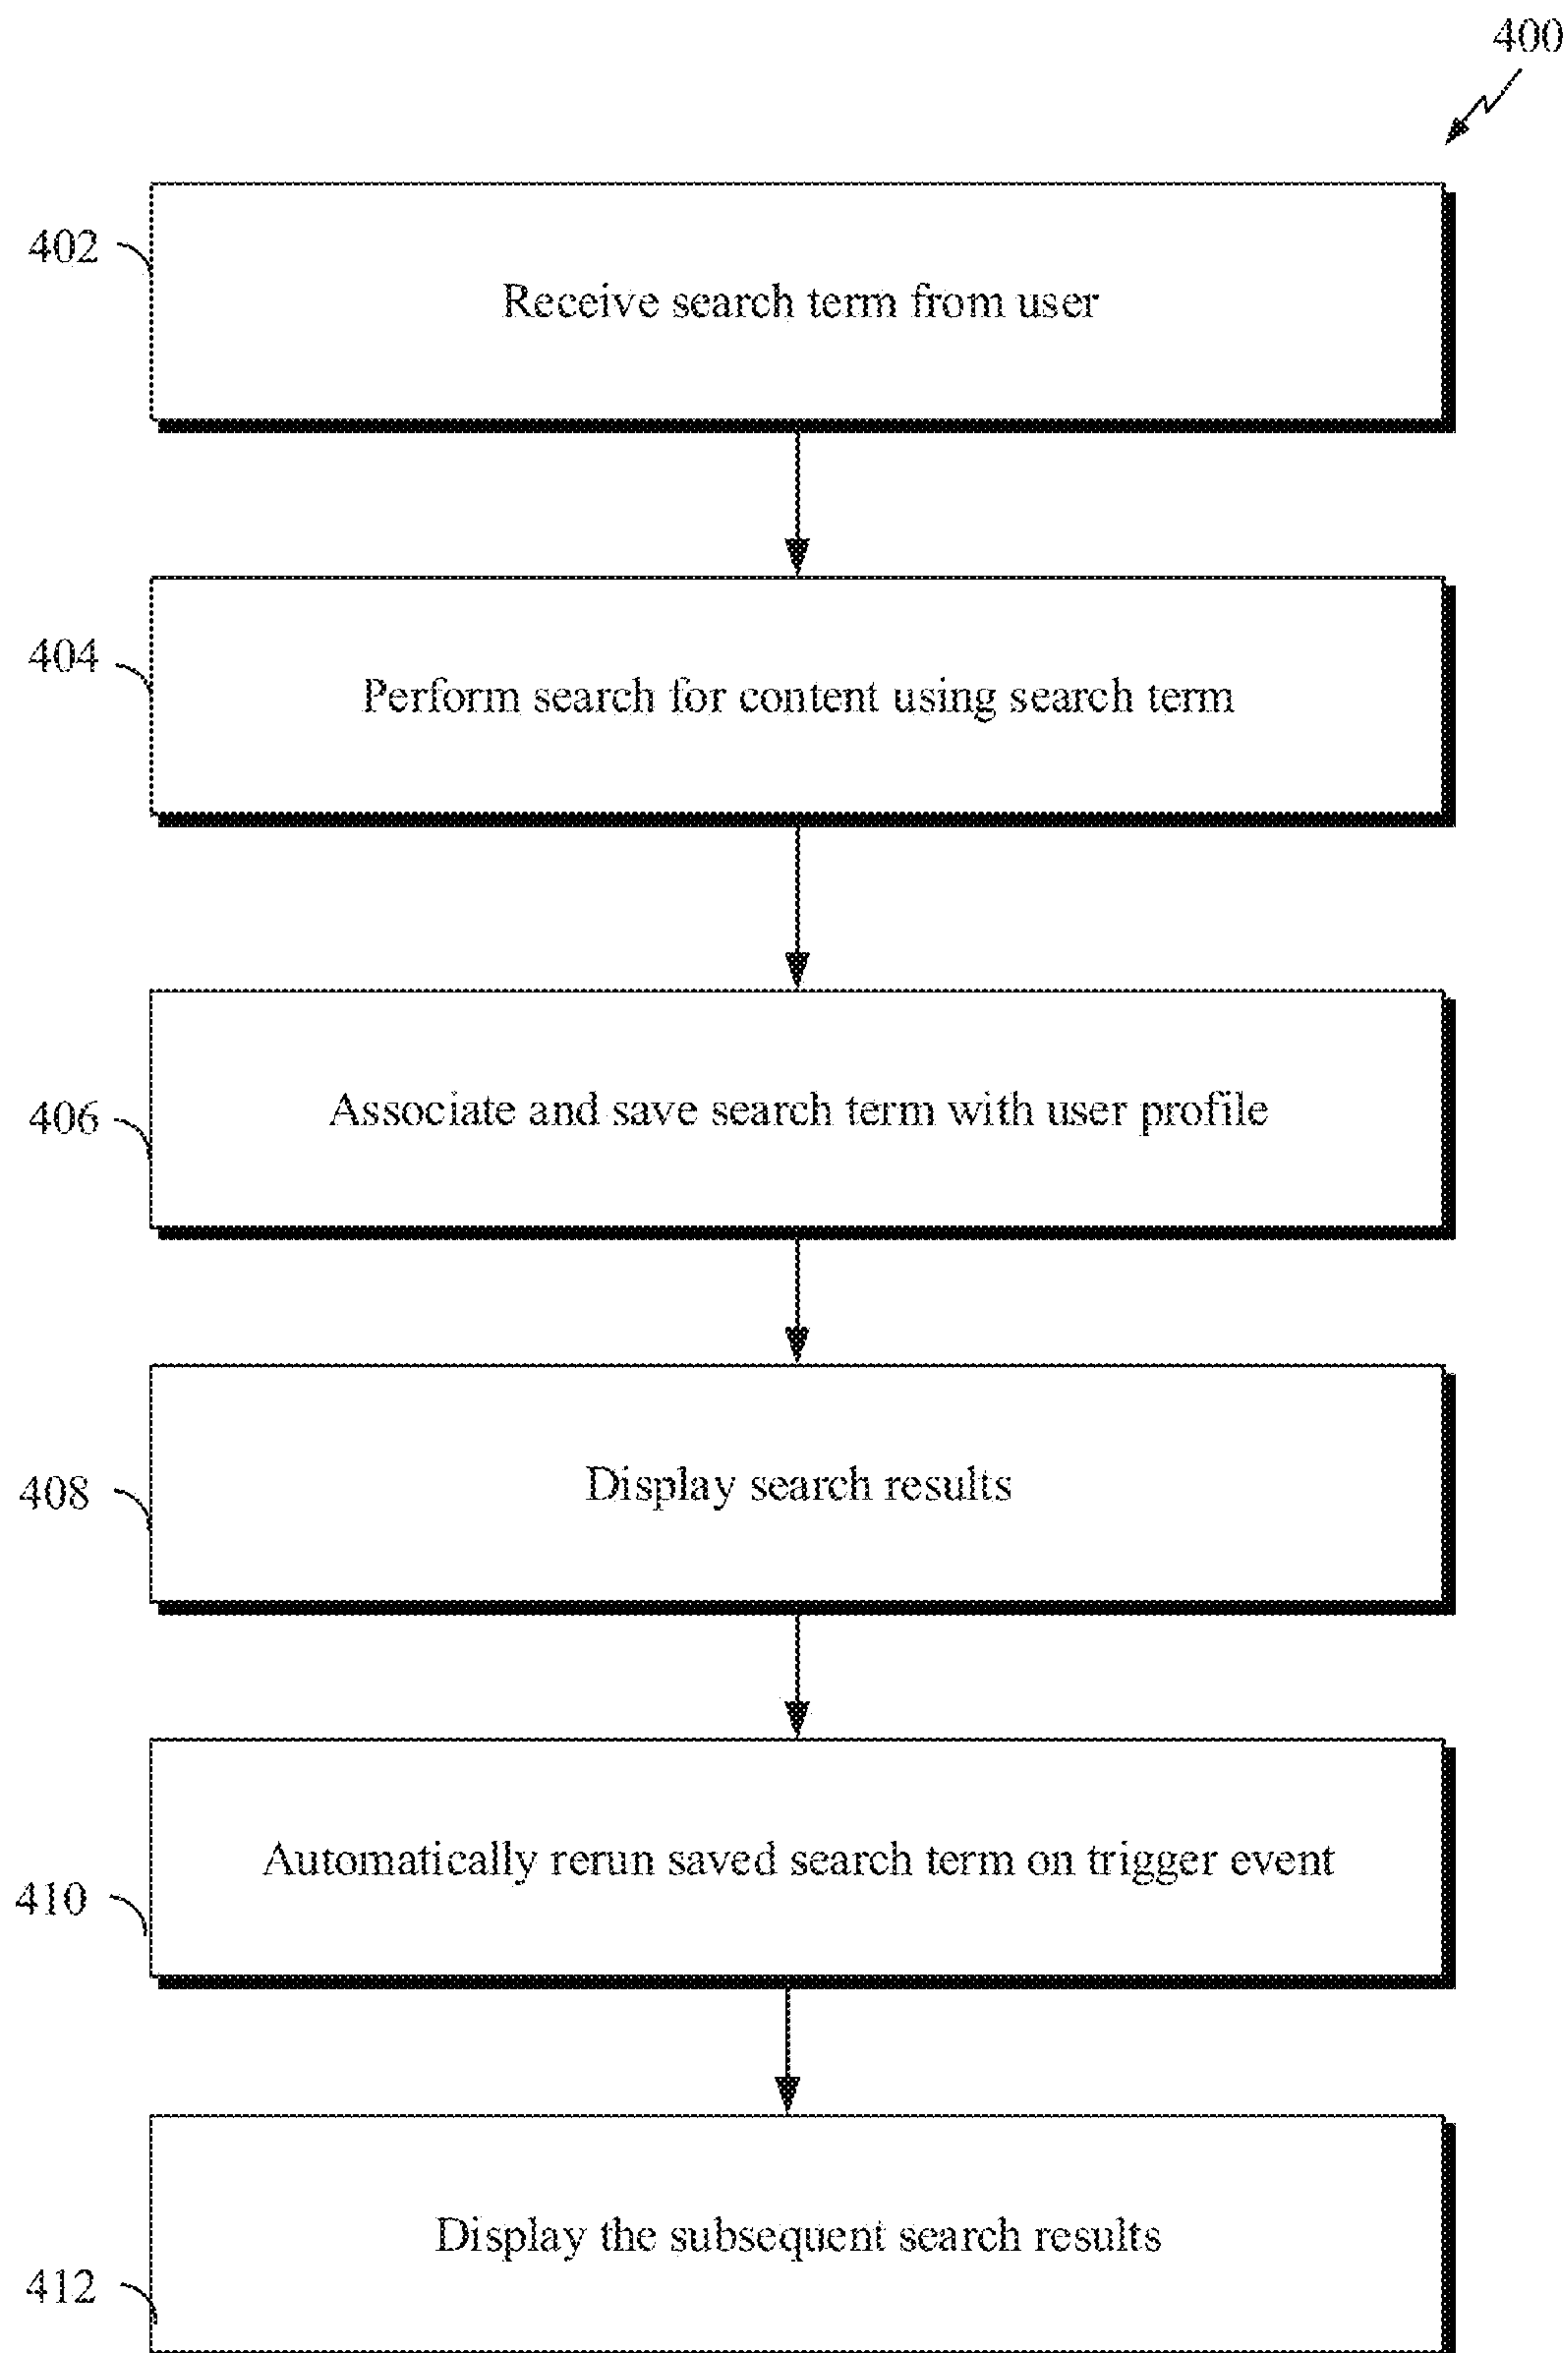 400
402
Receive search term from user
404
Perform search for content using search term
406
Associate and save search term with user profile
408
Display search results
410
Automatically rerun saved search term on trigger event
412
Display the subsequent search results